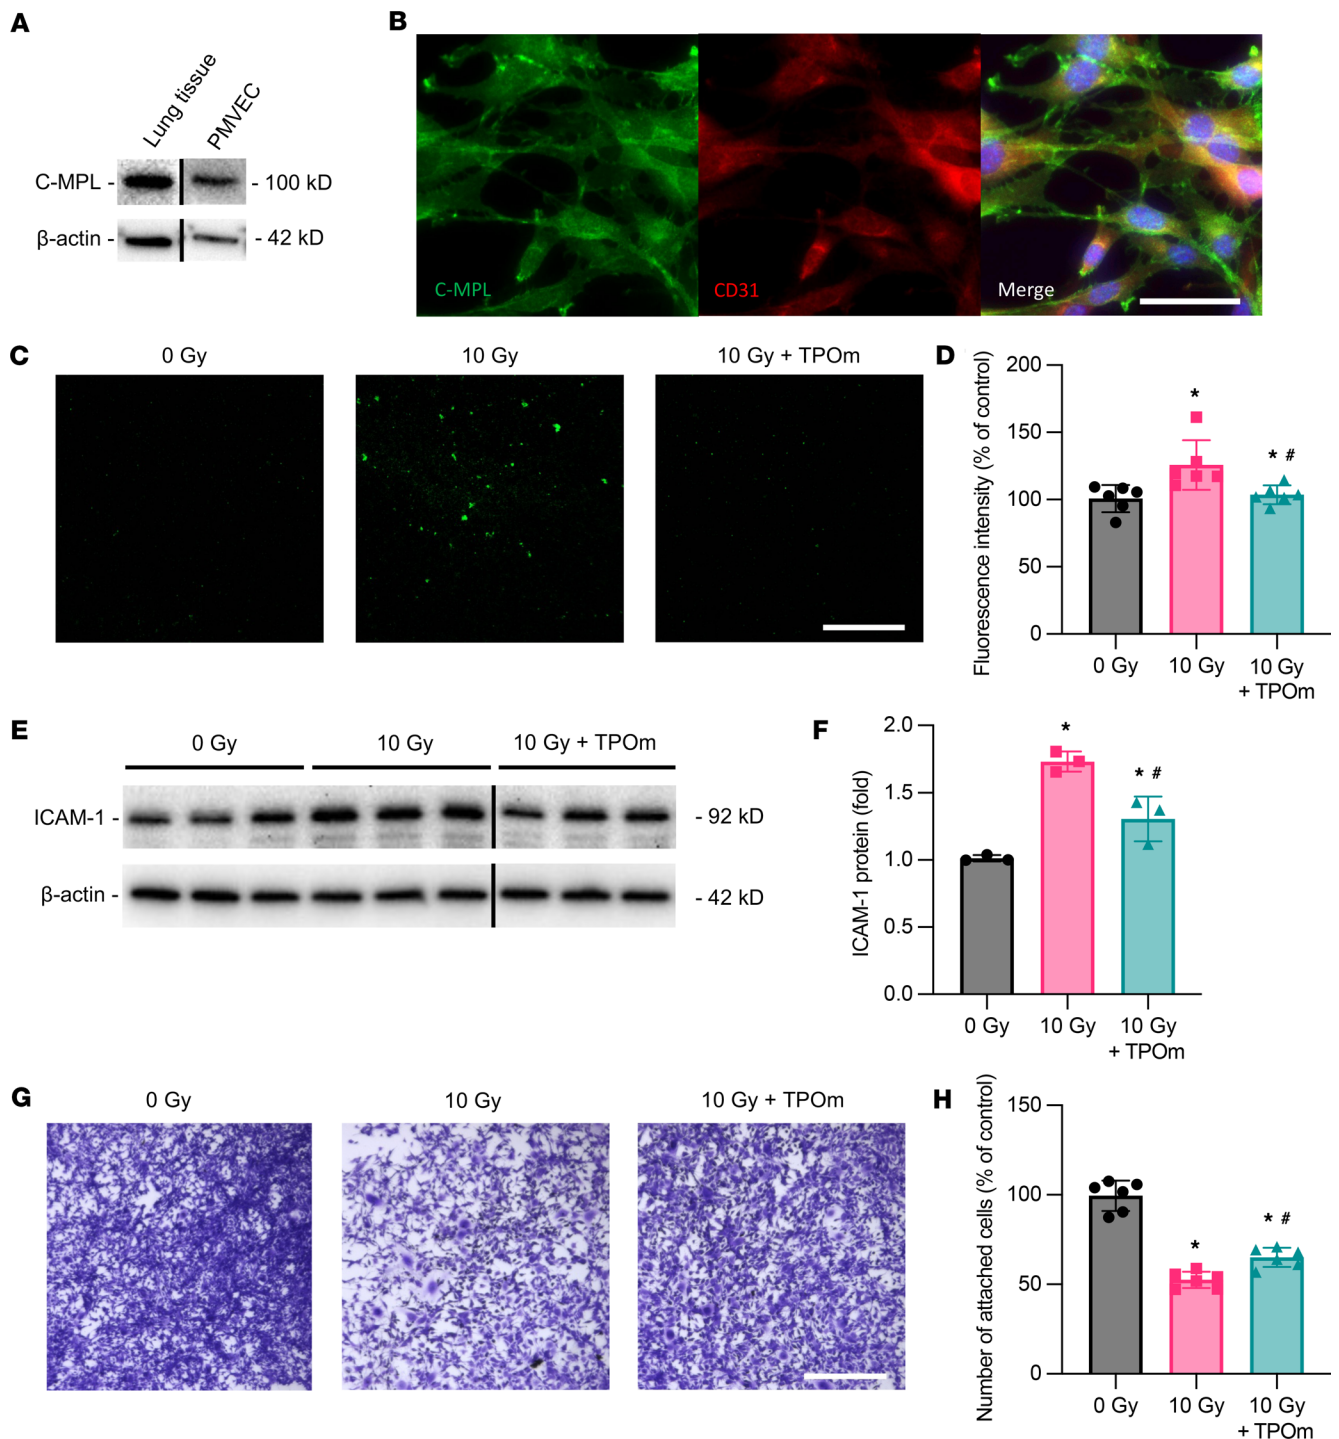 A
Lung tissue
PMVEC
C-MPL -
- 100 kD
β-actin -
- 42 kD
B
C-MPL
CD31
Merge
C
0 Gy
10 Gy
10 Gy + TPOm
D
Fluorescence intensity (% of control)
200
150
100
50
0
*
* #
0 Gy
10 Gy
10 Gy
+ TPOm
E
0 Gy
10 Gy
10 Gy + TPOm
ICAM-1 -
- 92 kD
β-actin -
- 42 kD
F
ICAM-1 protein (fold)
2.0
1.5
1.0
0.5
0.0
*
* #
0 Gy
10 Gy
10 Gy
+ TPOm
G
0 Gy
10 Gy
10 Gy + TPOm
H
Number of attached cells (% of control)
150
100
50
0
*
* #
0 Gy
10 Gy
10 Gy
+ TPOm